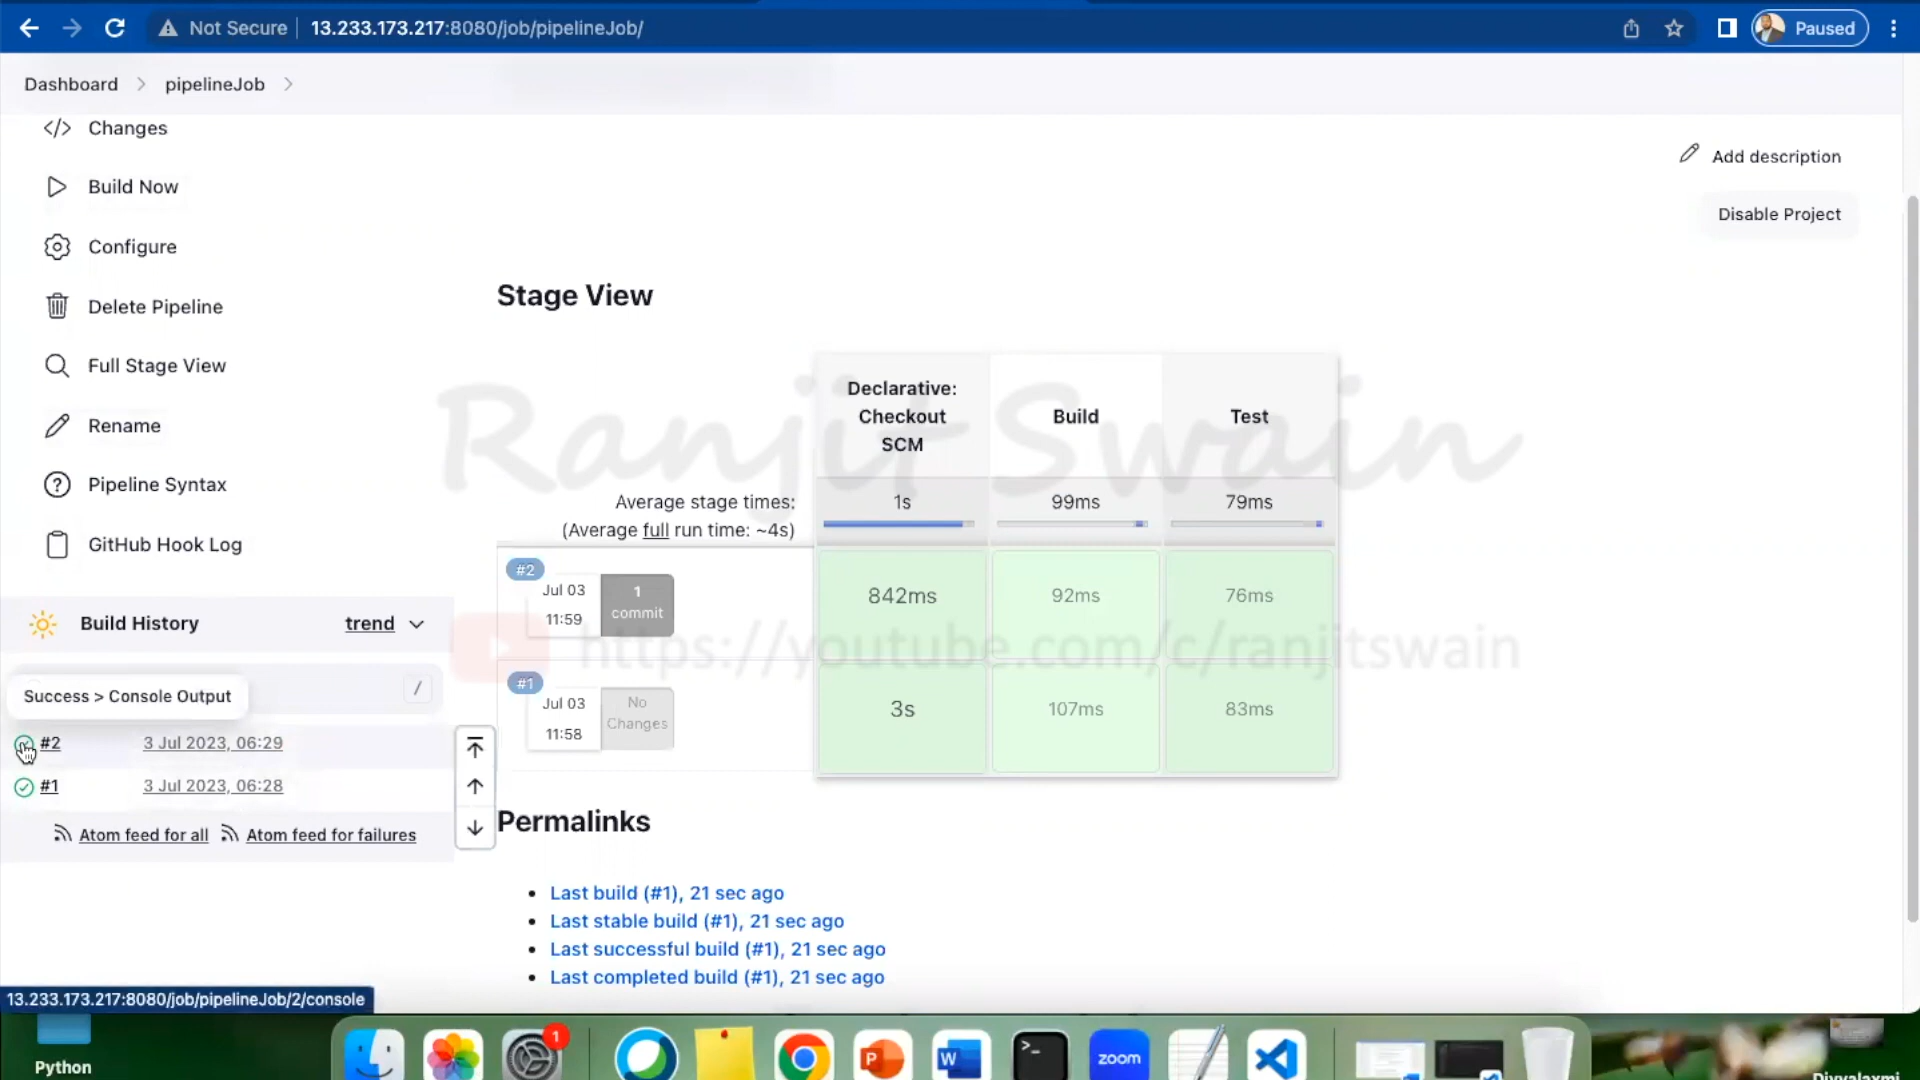 Not Secure
13.233.173.217:8080/job/pipelineJob/
Paused
Dashboard
pipelineJob
Changes
Build Now
Configure
Delete Pipeline
Full Stage View
Rename
Pipeline Syntax
GitHub Hook Log
Build History
trend
/
Success > Console Output
#2
3 Jul 2023, 06:29
#1
3 Jul 2023, 06:28
Atom feed for all
Atom feed for failures
13.233.173.217:8080/job/pipelineJob/2/console
Add description
Disable Project
Stage View
Declarative:
Checkout
SCM
Build
Test
Average stage times:
(Average full run time: ~4s)
1s
99ms
79ms
#2
Jul 03
11:59
1
commit
842ms
92ms
76ms
#1
Jul 03
11:58
No
Changes
3s
107ms
83ms
Ranjit Swain
https://youtube.com/c/ranjitswain
Permalinks
Last build (#1), 21 sec ago
Last stable build (#1), 21 sec ago
Last successful build (#1), 21 sec ago
Last completed build (#1), 21 sec ago
Python
1
P
W
>_
zoom